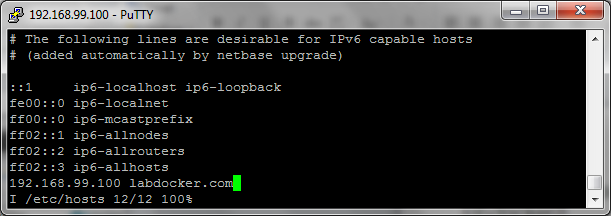 192.168.99.100 - PuTTY
# The following lines are desirable for IPv6 capable hosts
# (added automatically by netbase upgrade)
::1     ip6-localhost ip6-loopback
fe00::0 ip6-localnet
ff00::0 ip6-mcastprefix
ff02::1 ip6-allnodes
ff02::2 ip6-allrouters
ff02::3 ip6-allhosts
192.168.99.100 labdocker.com
I /etc/hosts 12/12 100%